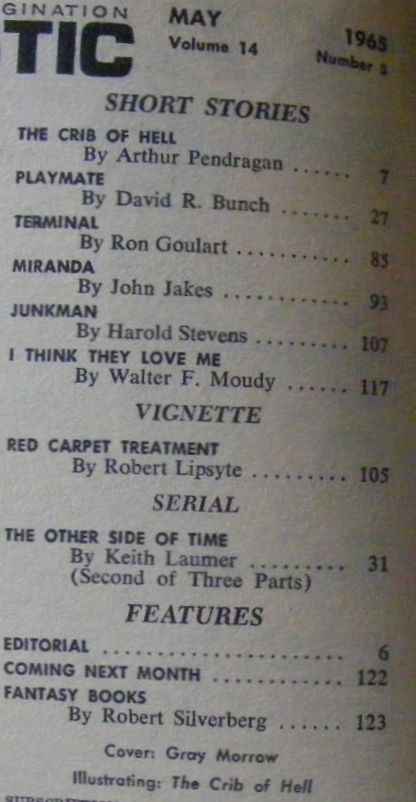 GINATION
TIC
MAY
Volume 14
1965
Number 5
SHORT STORIES
THE CRIB OF HELL
By Arthur Pendragan ...... 7
PLAYMATE
By David R. Bunch ....... 27
TERMINAL
By Ron Goulart ........... 85
MIRANDA
By John Jakes ............ 93
JUNKMAN
By Harold Stevens ......... 107
I THINK THEY LOVE ME
By Walter F. Moudy ...... 117
VIGNETTE
RED CARPET TREATMENT
By Robert Lipsyte ......... 105
SERIAL
THE OTHER SIDE OF TIME
By Keith Laumer ......... 31
(Second of Three Parts)
FEATURES
EDITORIAL ...................... 6
COMING NEXT MONTH ............ 122
FANTASY BOOKS
By Robert Silverberg ...... 123
Cover: Gray Morrow
Illustrating: The Crib of Hell